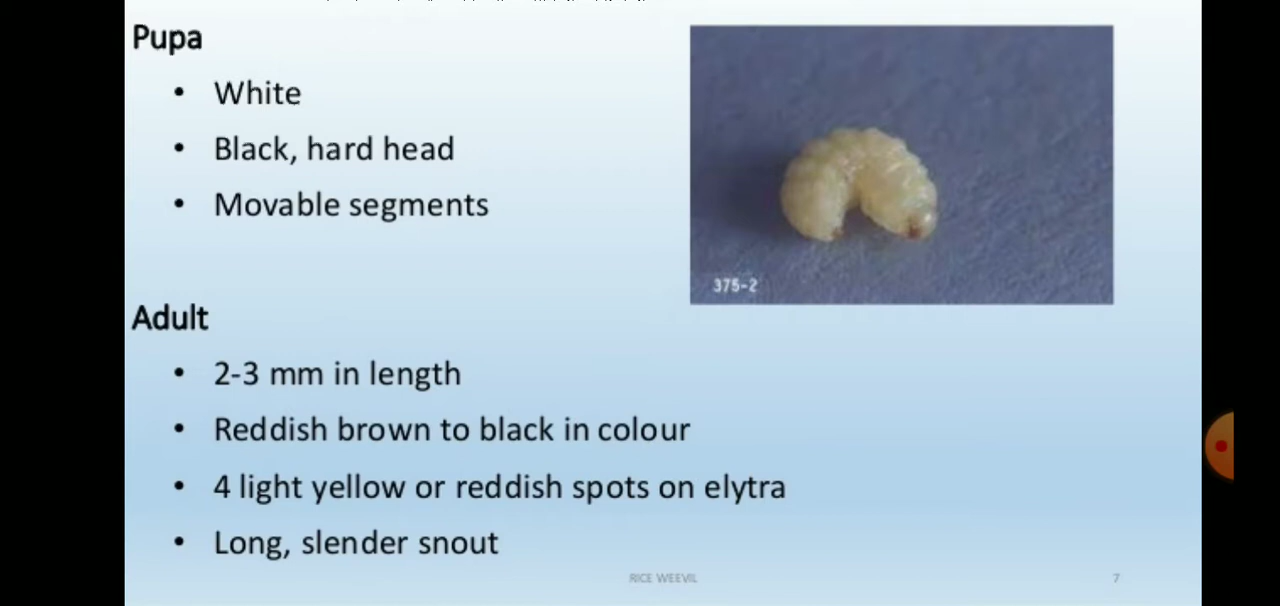 Pupa
• White
• Black, hard head
• Movable segments
375-2
Adult
• 2-3 mm in length
• Reddish brown to black in colour
• 4 light yellow or reddish spots on elytra
• Long, slender snout
RICE WEEVIL
7